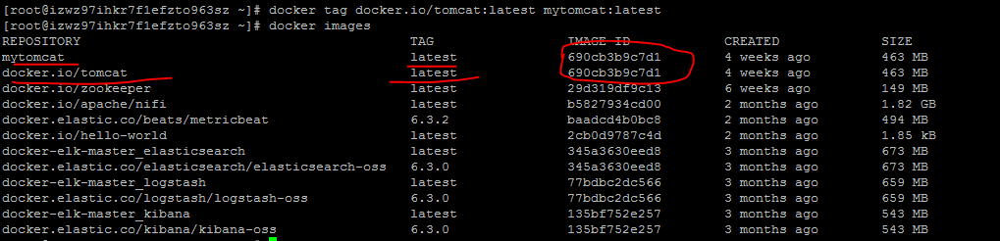 [root@izwz97ihkr7f1efzto963sz ~]# docker tag docker.io/tomcat:latest mytomcat:latest
[root@izwz97ihkr7f1efzto963sz ~]# docker images
REPOSITORY TAG IMAGE ID CREATED SIZE
mytomcat latest 690cb3b9c7d1 4 weeks ago 463 MB
docker.io/tomcat latest 690cb3b9c7d1 4 weeks ago 463 MB
docker.io/zookeeper latest 29d319df9c13 6 weeks ago 149 MB
docker.io/apache/nifi latest b5827934cd00 2 months ago 1.82 GB
docker.elastic.co/beats/metricbeat 6.3.2 baadcd4b0bc8 2 months ago 494 MB
docker.io/hello-world latest 2cb0d9787c4d 2 months ago 1.85 kB
docker-elk-master_elasticsearch latest 345a3630eed8 3 months ago 673 MB
docker.elastic.co/elasticsearch/elasticsearch-oss 6.3.0 345a3630eed8 3 months ago 673 MB
docker-elk-master_logstash latest 77bdbc2dc566 3 months ago 659 MB
docker.elastic.co/logstash/logstash-oss 6.3.0 77bdbc2dc566 3 months ago 659 MB
docker-elk-master_kibana latest 135bf752e257 3 months ago 543 MB
docker.elastic.co/kibana/kibana-oss 6.3.0 135bf752e257 3 months ago 543 MB